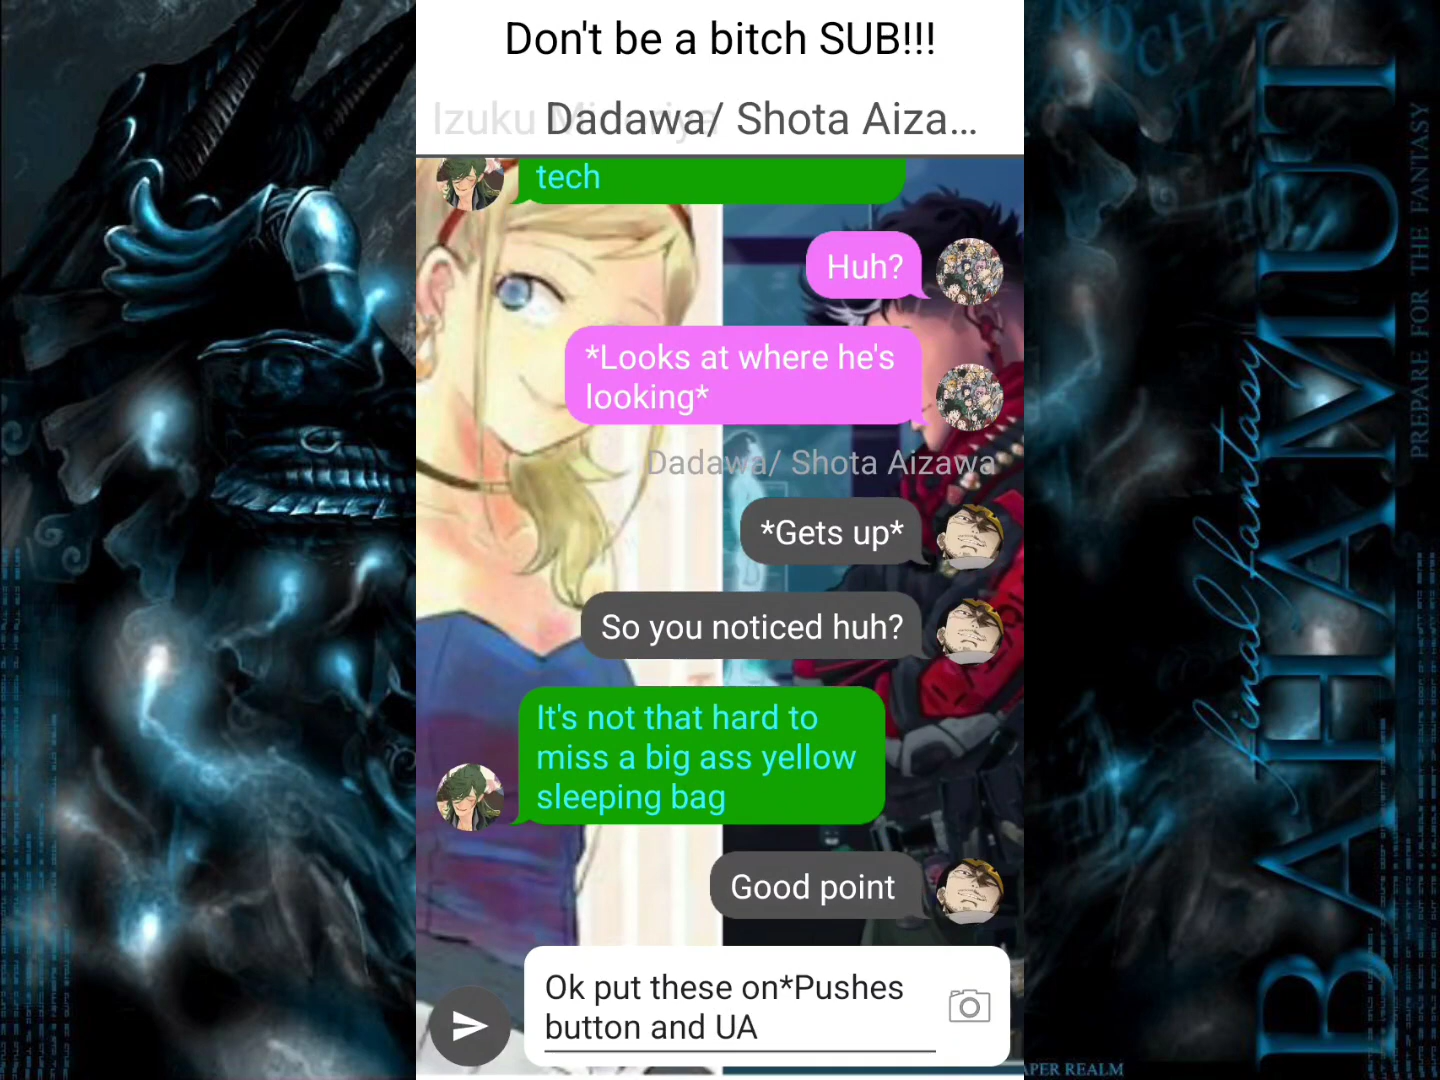 Don't be a bitch SUB!!!
Dadawa/ Shota Aiza...
tech
Huh?
*Looks at where he's
looking*
Dadawa/ Shota Aizawa
*Gets up*
So you noticed huh?
It's not that hard to
miss a big ass yellow
sleeping bag
Good point
Ok put these on*Pushes
button and UA
final fantasy
BAHAMUT
PREPARE FOR THE FANTASY
APER REALM